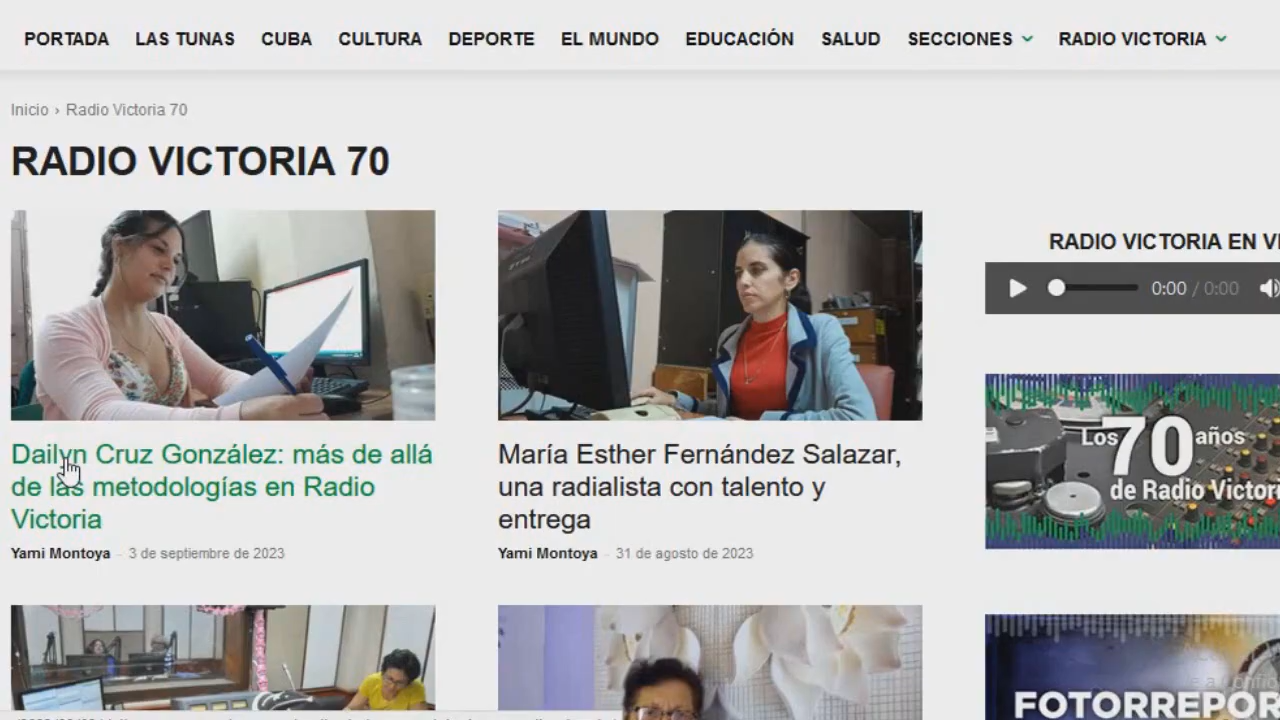 PORTADA LAS TUNAS CUBA CULTURA DEPORTE EL MUNDO EDUCACIÓN SALUD SECCIONES RADIO VICTORIA
Inicio › Radio Victoria 70
RADIO VICTORIA 70
RADIO VICTORIA EN VI
0:00 / 0:00
Los 70 años
de Radio Victori
Dailyn Cruz González: más de allá
de las metodologías en Radio
Victoria
Yami Montoya - 3 de septiembre de 2023
María Esther Fernández Salazar,
una radialista con talento y
entrega
Yami Montoya - 31 de agosto de 2023
FOTORREPOR